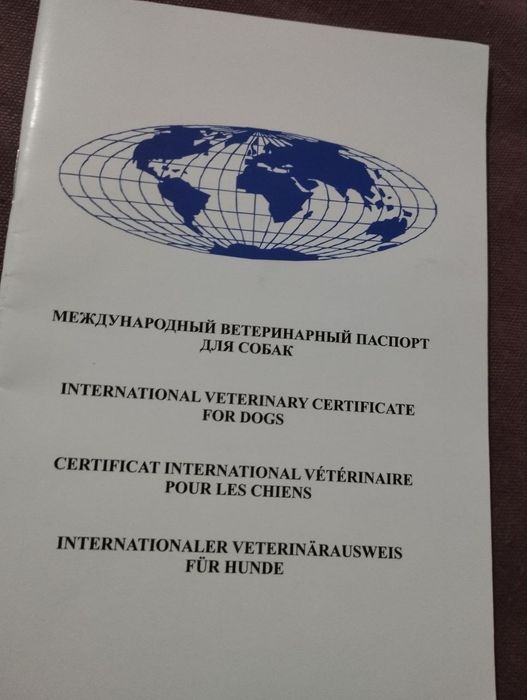 МЕЖДУНАРОДНЫЙ ВЕТЕРИНАРНЫЙ ПАСПОРТ
ДЛЯ СОБАК
INTERNATIONAL VETERINARY CERTIFICATE
FOR DOGS
CERTIFICAT INTERNATIONAL VÉTÉRINAIRE
POUR LES CHIENS
INTERNATIONALER VETERINÄRAUSWEIS
FÜR HUNDE